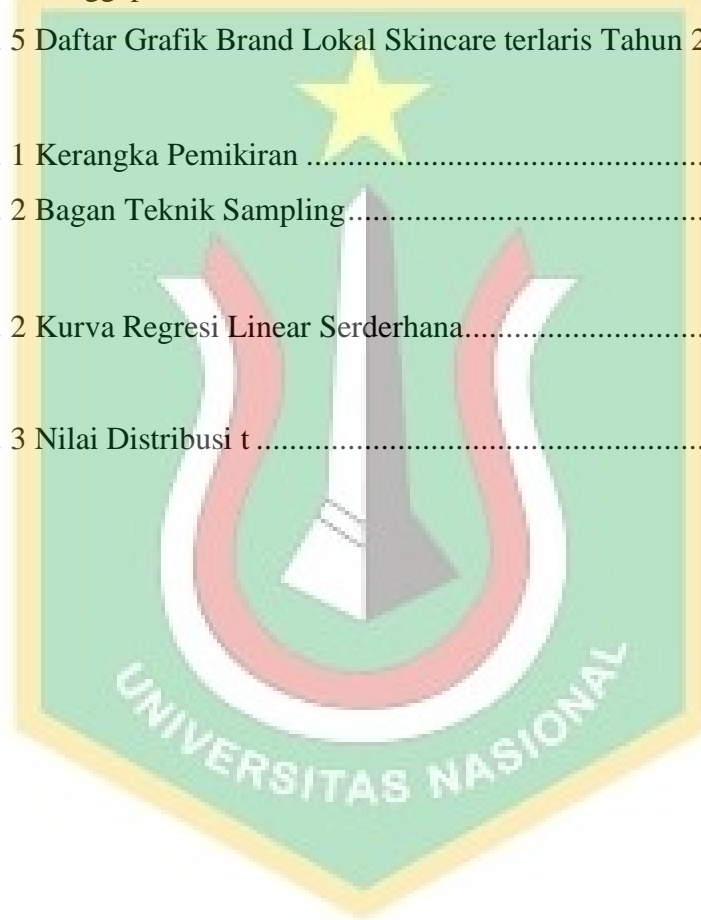 . 5 Daftar Grafik Brand Lokal Skincare terlaris Tahun 2
. 1 Kerangka Pemikiran ................................................
. 2 Bagan Teknik Sampling...........................................
. 2 Kurva Regresi Linear Serderhana.............................
. 3 Nilai Distribusi t ......................................................
UNIVERSITAS NASIONAL